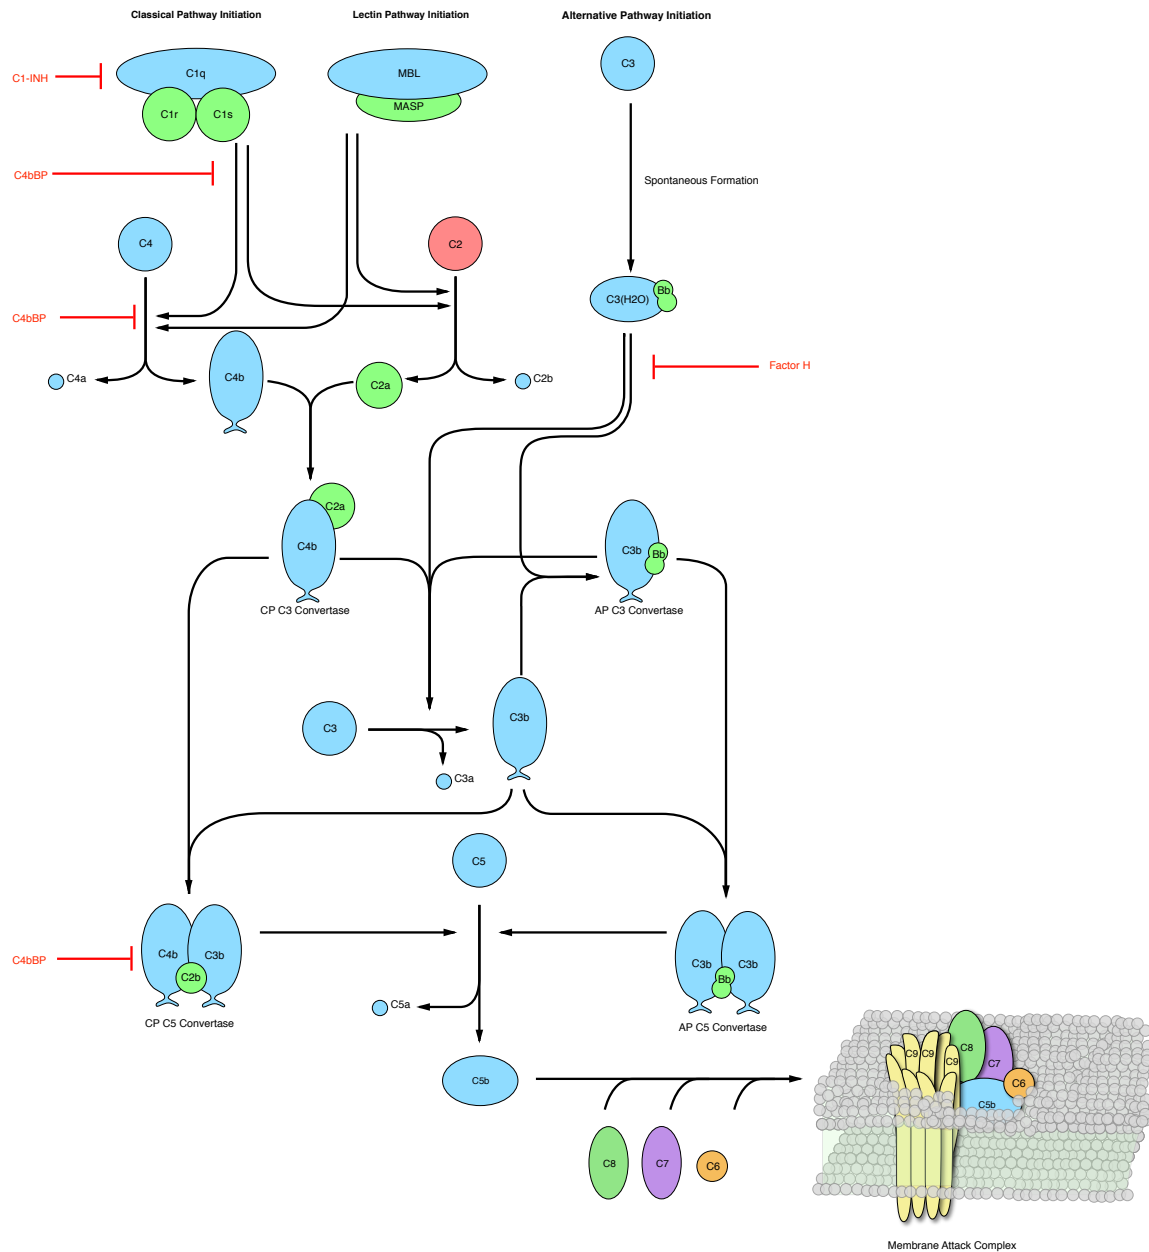 Classical Pathway Initiation
Lectin Pathway Initiation
Alternative Pathway Initiation
C1-INH
C1q
MBL
C3
C1r
C1s
MASP
C4bBP
Spontaneous Formation
C4
C2
C4bBP
C3(H2O)
Bb
Factor H
C4a
C4b
C2a
C2b
C2a
C4b
C3b
Bb
CP C3 Convertase
AP C3 Convertase
C3
C3b
C3a
C5
C4bBP
C4b
C3b
C2b
C3b
C3b
Bb
CP C5 Convertase
C5a
AP C5 Convertase
C5b
C9
C9
C9
C8
C7
C6
C5b
C8
C7
C6
Membrane Attack Complex